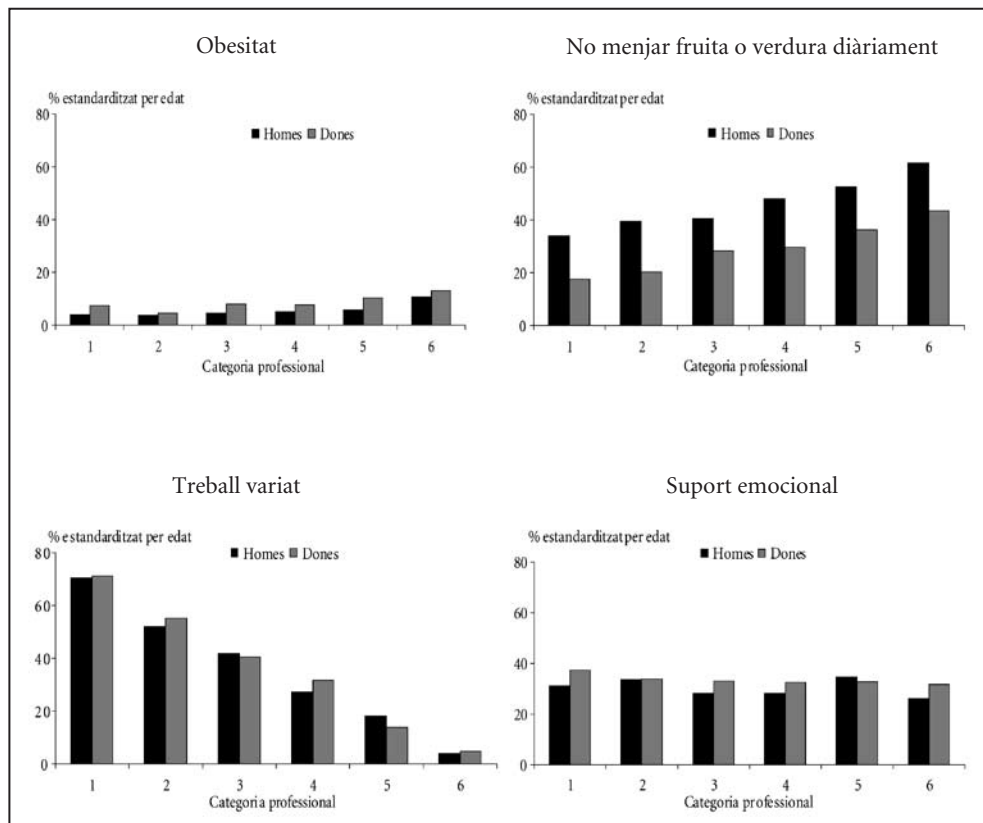 Obesitat
% estandarditzat per edat
80
Homes Dones
60
40
20
0
1 2 3 4 5 6
Categoria professional
No menjar fruita o verdura diàriament
% estandarditzat per edat
80
Homes Dones
60
40
20
0
1 2 3 4 5 6
Categoria professional
Treball variat
% estandarditzat per edat
80
Homes Dones
60
40
20
0
1 2 3 4 5 6
Categoria professional
Suport emocional
% estandarditzat per edat
80
Homes Dones
60
40
20
0
1 2 3 4 5 6
Categoria professional